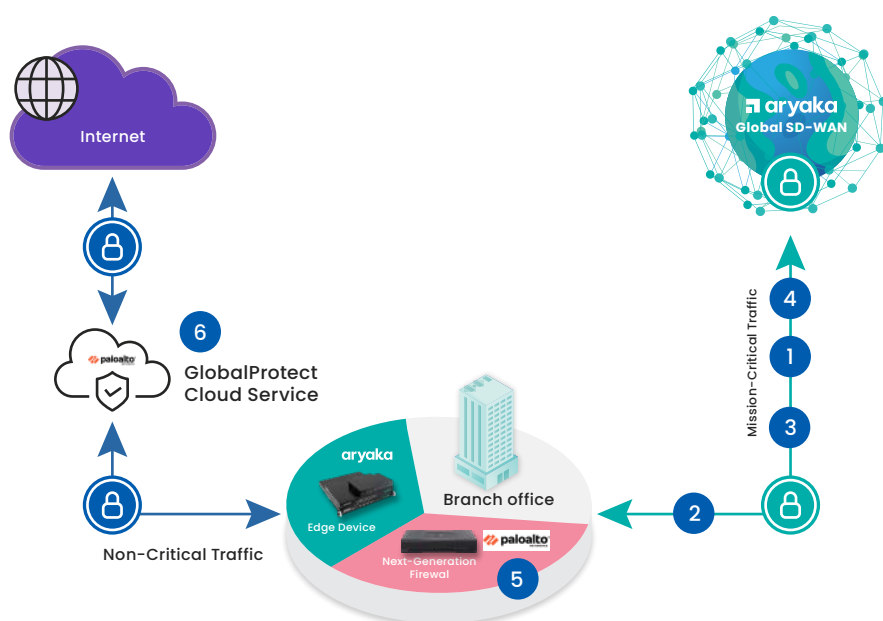 Internet
aryaka
Global SD-WAN
4
1
3
Mission-Critical Traffic
6
paloalto
GlobalProtect
Cloud Service
aryaka
Edge Device
Branch office
2
Non-Critical Traffic
paloalto
Next-Generation
Firewal
5